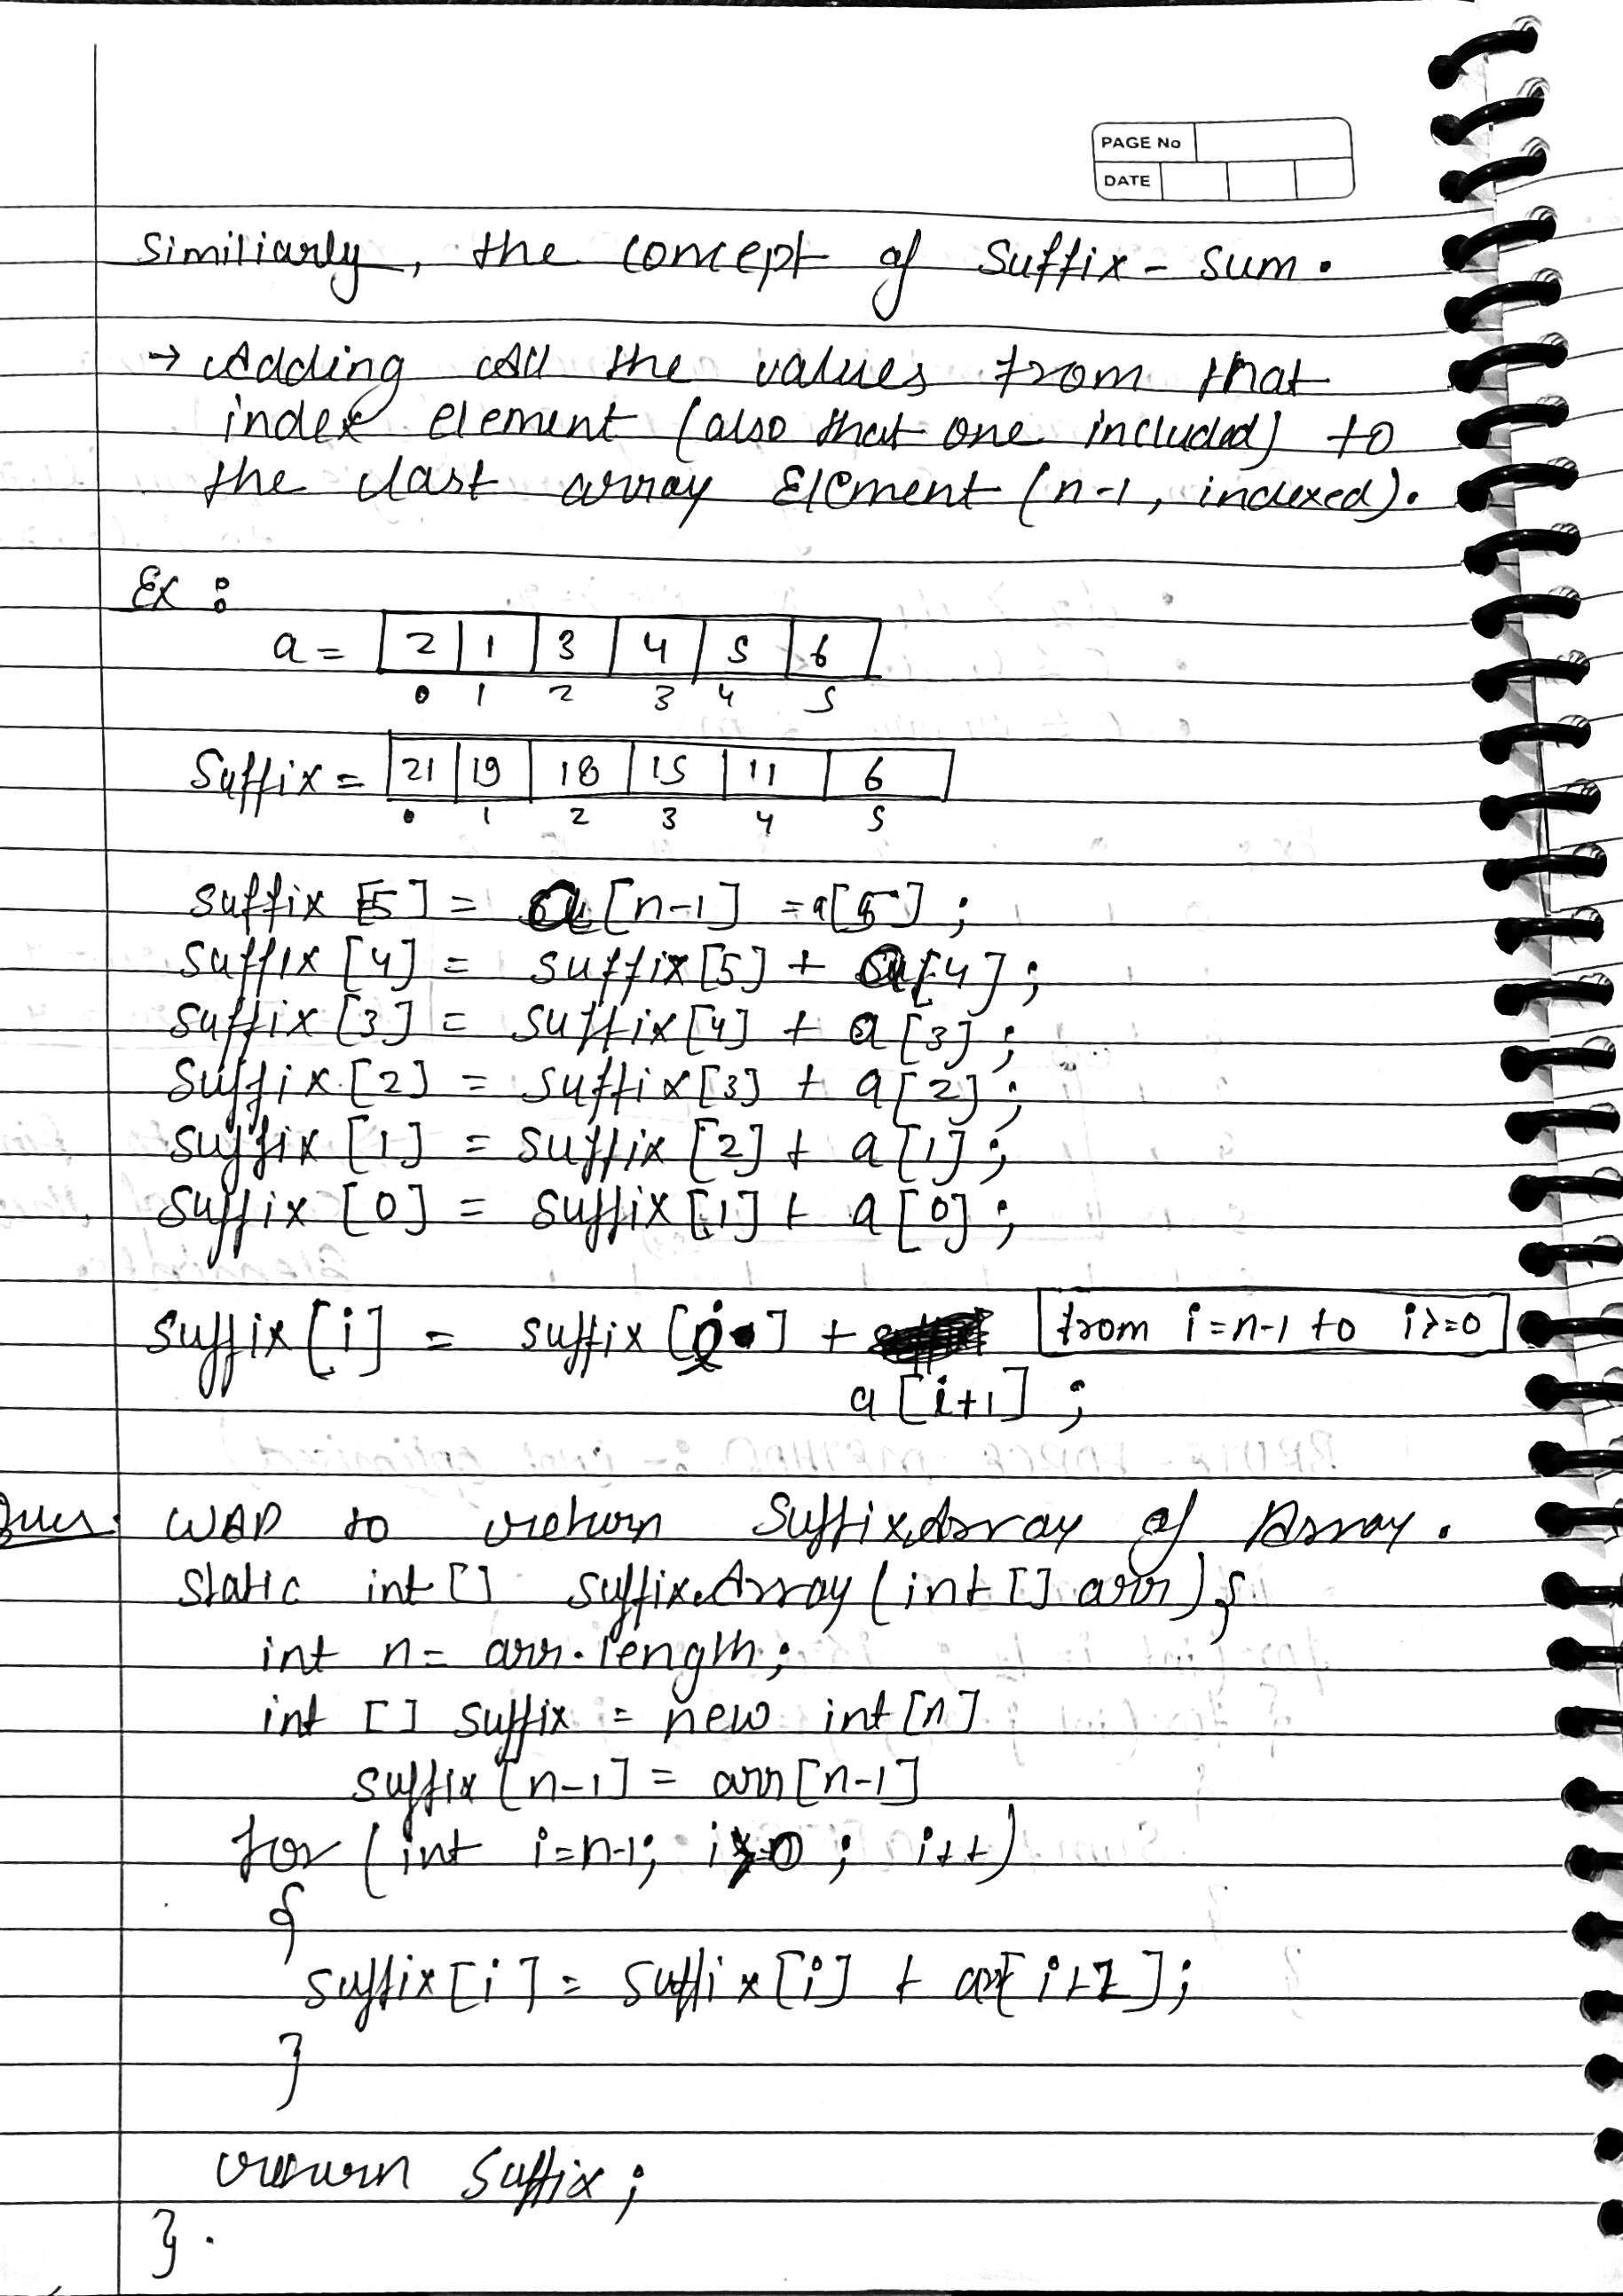 PAGE No
DATE
Similiarly, the concept of Suffix - sum.
→ Adding all the values from that
index element (also that one included) to
the last array Element (n-1, indexed).
Ex :
a = 2 1 3 4 5 6
0 1 2 3 4 5
Suffix = 21 19 18 15 11 6
0 1 2 3 4 5
suffix [5] = a[n-1] = a[5] ;
suffix [4] = suffix[5] + a[4] ;
suffix [3] = suffix[4] + a[3] ;
suffix [2] = suffix[3] + a[2] ;
suffix [1] = suffix [2] + a[1] ;
suffix [0] = suffix [1] + a[0] ;
suffix [i] = suffix [i] + from i=n-1 to i>=0
a[i+1] ;
Ques. WAP to return SuffixArray of Array.
static int [] suffixArray (int [] arr) {
int n = arr.length;
int [] suffix = new int [n]
suffix [n-1] = arr[n-1]
for (int i=n-1; i>=0 ; i++)
{
suffix[i] = suffix[i] + arr[i+1];
}
return suffix;
}.